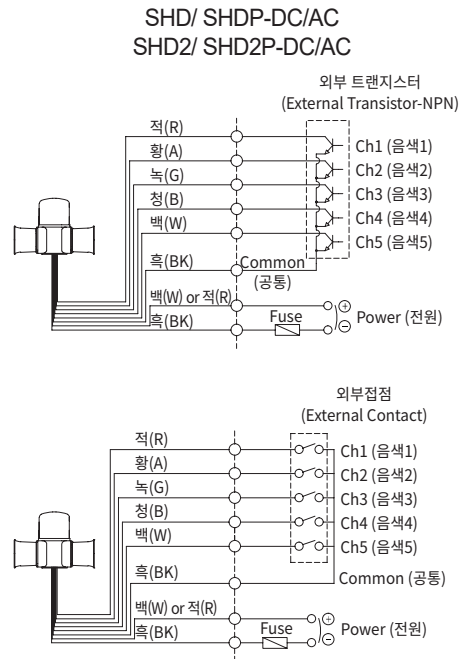 SHD/ SHDP-DC/AC
SHD2/ SHD2P-DC/AC
외부 트랜지스터
(External Transistor-NPN)
적(R)
Ch1 (음색1)
황(A)
Ch2 (음색2)
녹(G)
Ch3 (음색3)
청(B)
Ch4 (음색4)
백(W)
Ch5 (음색5)
흑(BK)
Common
(공통)
백(W) or 적(R)
흑(BK)
Fuse
⊕
⊖
Power (전원)
외부접점
(External Contact)
적(R)
Ch1 (음색1)
황(A)
Ch2 (음색2)
녹(G)
Ch3 (음색3)
청(B)
Ch4 (음색4)
백(W)
Ch5 (음색5)
흑(BK)
Common (공통)
백(W) or 적(R)
흑(BK)
Fuse
⊕
⊖
Power (전원)